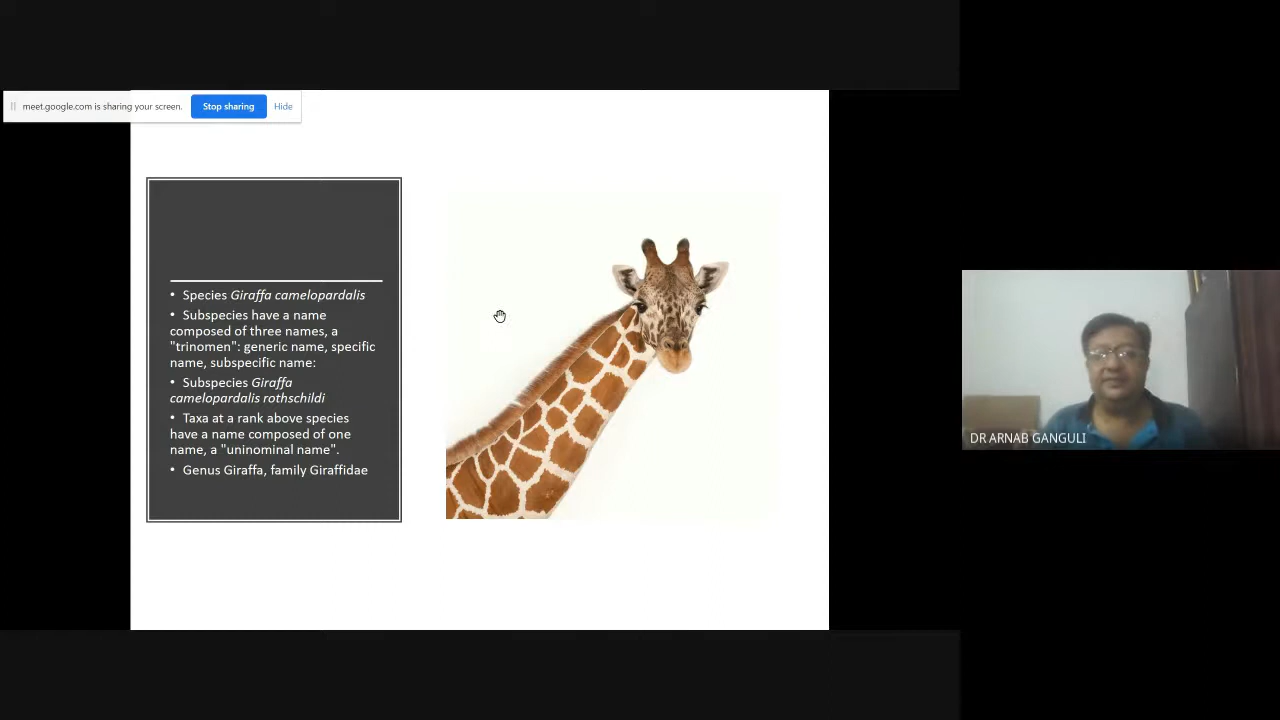 meet.google.com is sharing your screen. Stop sharing Hide
• Species Giraffa camelopardalis
• Subspecies have a name
composed of three names, a
"trinomen": generic name, specific
name, subspecific name:
• Subspecies Giraffa
camelopardalis rothschildi
• Taxa at a rank above species
have a name composed of one
name, a "uninominal name".
• Genus Giraffa, family Giraffidae
DR ARNAB GANGULI